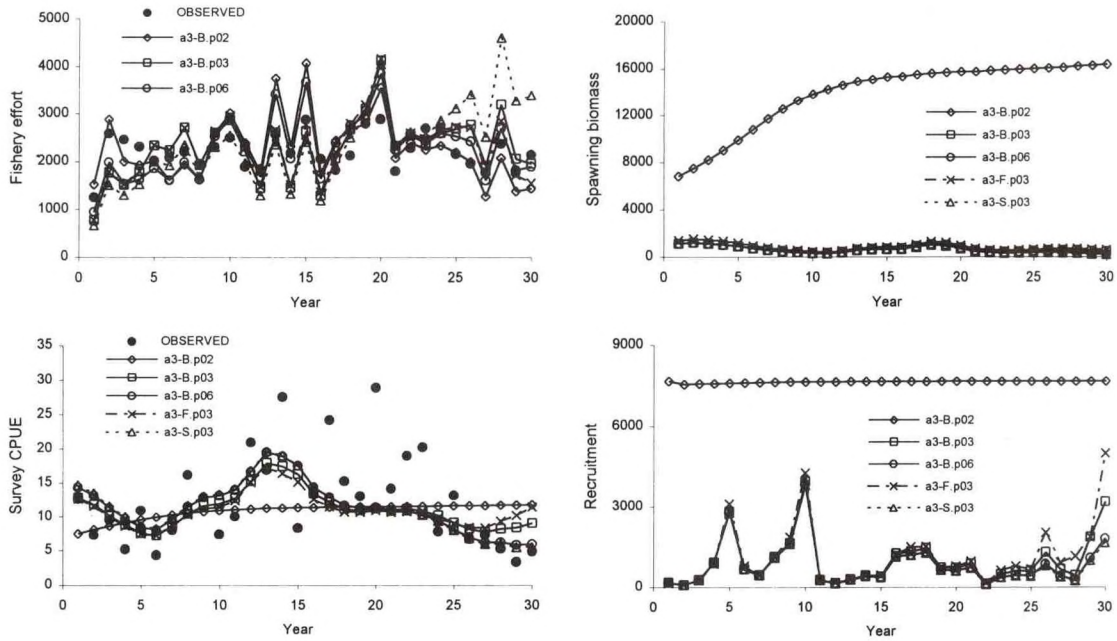 5000
4000
3000
2000
1000
0
Fishery effort
OBSERVED
a3-B.p02
a3-B.p03
a3-B.p06
0 5 10 15 20 25 30
Year
20000
16000
12000
8000
4000
0
Spawning biomass
a3-B.p02
a3-B.p03
a3-B.p06
a3-F.p03
a3-S.p03
0 5 10 15 20 25 30
Year
35
30
25
20
15
10
5
0
Survey CPUE
OBSERVED
a3-B.p02
a3-B.p03
a3-B.p06
a3-F.p03
a3-S.p03
0 5 10 15 20 25 30
Year
9000
6000
3000
0
Recruitment
a3-B.p02
a3-B.p03
a3-B.p06
a3-F.p03
a3-S.p03
0 5 10 15 20 25 30
Year